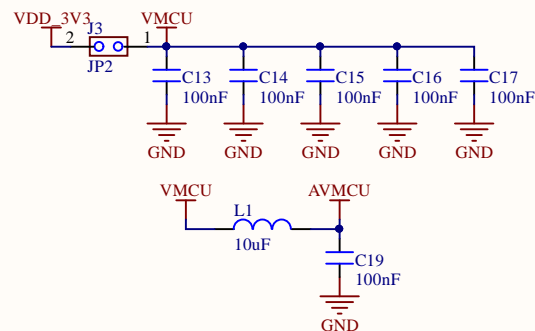 VDD_3V3
J3
VMCU
2
1
JP2
C13
C14
C15
C16
C17
100nF
100nF
100nF
100nF
100nF
GND
GND
GND
GND
GND
VMCU
AVMCU
L1
10uF
C19
100nF
GND